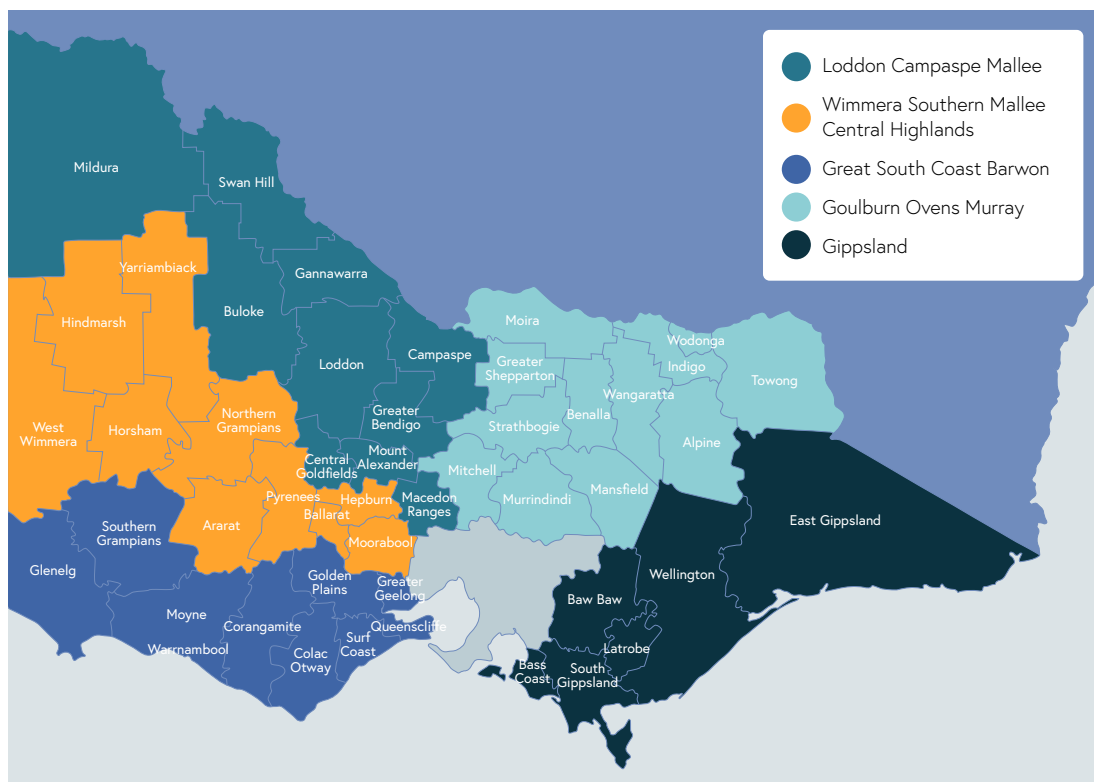 Loddon Campaspe Mallee
Wimmera Southern Mallee
Central Highlands
Great South Coast Barwon
Goulburn Ovens Murray
Gippsland
Mildura
Swan Hill
Gannawarra
Yarriambiack
Buloke
Hindmarsh
Loddon
Campaspe
Moira
Greater
Shepparton
Wodonga
Indigo
Towong
Wangaratta
Benalla
Strathbogie
Alpine
West
Wimmera
Horsham
Northern
Grampians
Greater
Bendigo
Mount
Alexander
Central
Goldfields
Mitchell
Murrindindi
Mansfield
Macedon
Ranges
Pyrenees
Hepburn
Ballarat
Ararat
Moorabool
Southern
Grampians
East Gippsland
Glenelg
Golden
Plains
Greater
Geelong
Wellington
Baw Baw
Moyne
Corangamite
Queenscliffe
Warrnambool
Surf
Coast
Colac
Otway
Latrobe
Bass
Coast
South
Gippsland